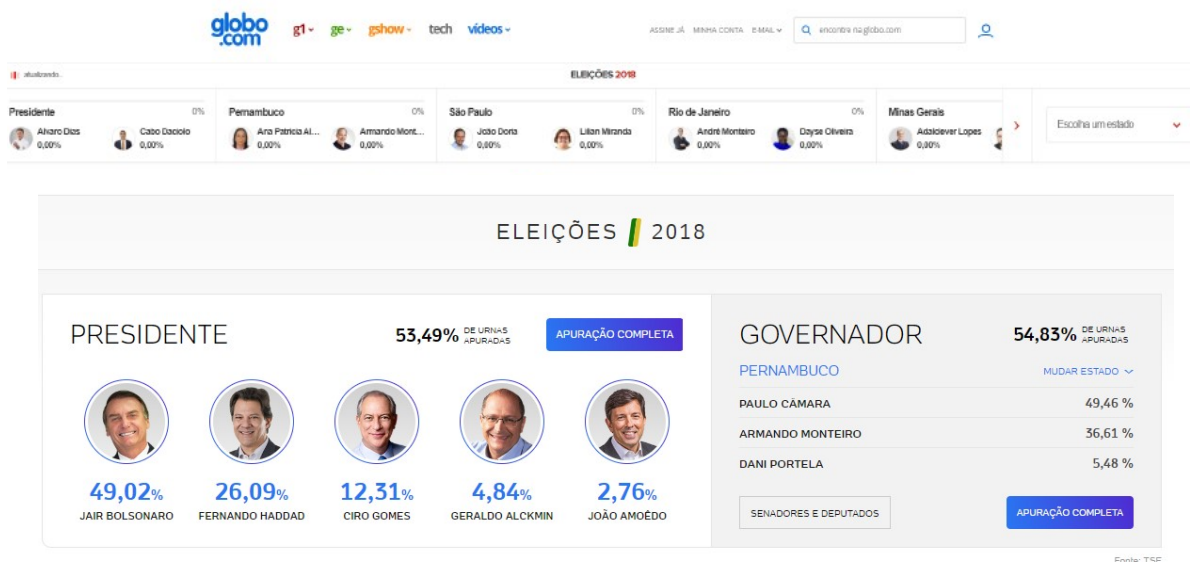 globo
.com
g1 ge gshow tech vídeos
ASSINE JÁ MINHA CONTA E-MAIL encontre na globo.com
atualizando.
ELEIÇÕES 2018
Presidente 0%
Alvaro Dias Cabo Daciolo
0,00% 0,00%
Pernambuco 0%
Ana Patricia Al... Armando Mont...
0,00% 0,00%
São Paulo 0%
João Doria Lilian Miranda
0,00% 0,00%
Rio de Janeiro 0%
André Monteiro Dayse Oliveira
0,00% 0,00%
Minas Gerais
Adalclever Lopes
0,00%
Escolha um estado
ELEIÇÕES 2018
PRESIDENTE
53,49% DE URNAS
APURADAS
APURAÇÃO COMPLETA
49,02% 26,09% 12,31% 4,84% 2,76%
JAIR BOLSONARO FERNANDO HADDAD CIRO GOMES GERALDO ALCKMIN JOÃO AMOÊDO
GOVERNADOR
54,83% DE URNAS
APURADAS
PERNAMBUCO MUDAR ESTADO
PAULO CÂMARA 49,46 %
ARMANDO MONTEIRO 36,61 %
DANI PORTELA 5,48 %
SENADORES E DEPUTADOS APURAÇÃO COMPLETA
Fonte: TSE